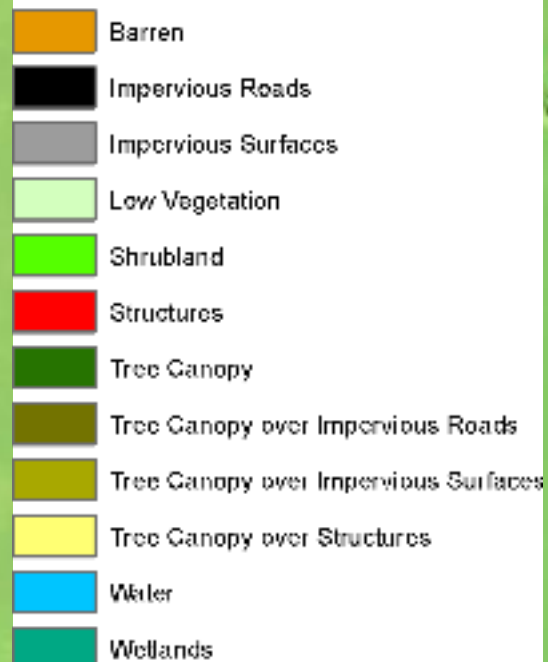 Barren
Impervious Roads
Impervious Surfaces
Low Vegetation
Shrubland
Structures
Tree Canopy
Tree Canopy over Impervious Roads
Tree Canopy over Impervious Surfaces
Tree Canopy over Structures
Water
Wetlands